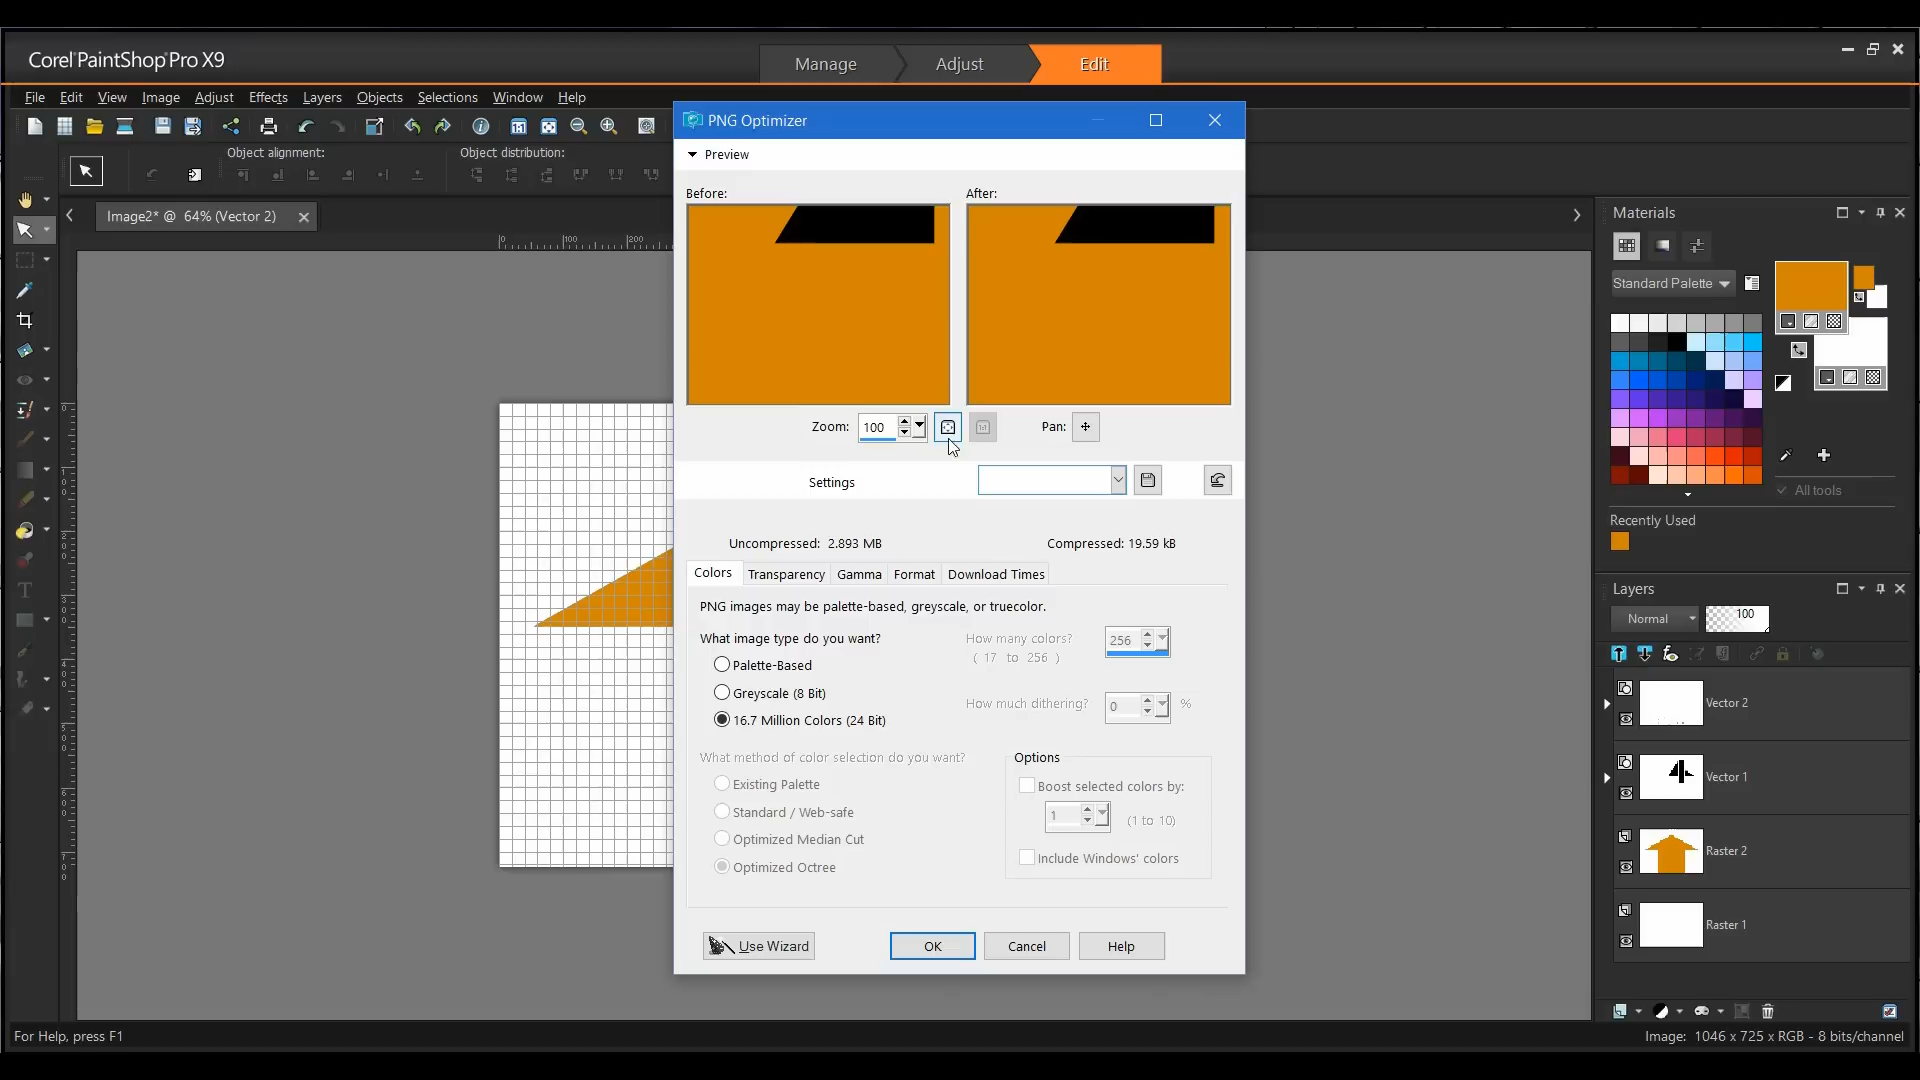 Corel PaintShop Pro X9
Manage
Adjust
Edit
File Edit View Image Adjust Effects Layers Objects Selections Window Help
PNG Optimizer
Object alignment:
Object distribution:
Preview
Image2* @ 64% (Vector 2)
Before:
After:
0 100 200
Zoom:
100
Pan:
Settings
Uncompressed: 2.893 MB
Compressed: 19.59 kB
Colors
Transparency
Gamma
Format
Download Times
PNG images may be palette-based, greyscale, or truecolor.
What image type do you want?
Palette-Based
Greyscale (8 Bit)
16.7 Million Colors (24 Bit)
How many colors?
( 17 to 256 )
256
How much dithering?
0
%
What method of color selection do you want?
Existing Palette
Standard / Web-safe
Optimized Median Cut
Optimized Octree
Options
Boost selected colors by:
1
(1 to 10)
Include Windows' colors
Use Wizard
OK
Cancel
Help
Materials
Standard Palette
All tools
Recently Used
Layers
Normal
100
Vector 2
Vector 1
Raster 2
Raster 1
For Help, press F1
Image: 1046 x 725 x RGB - 8 bits/channel